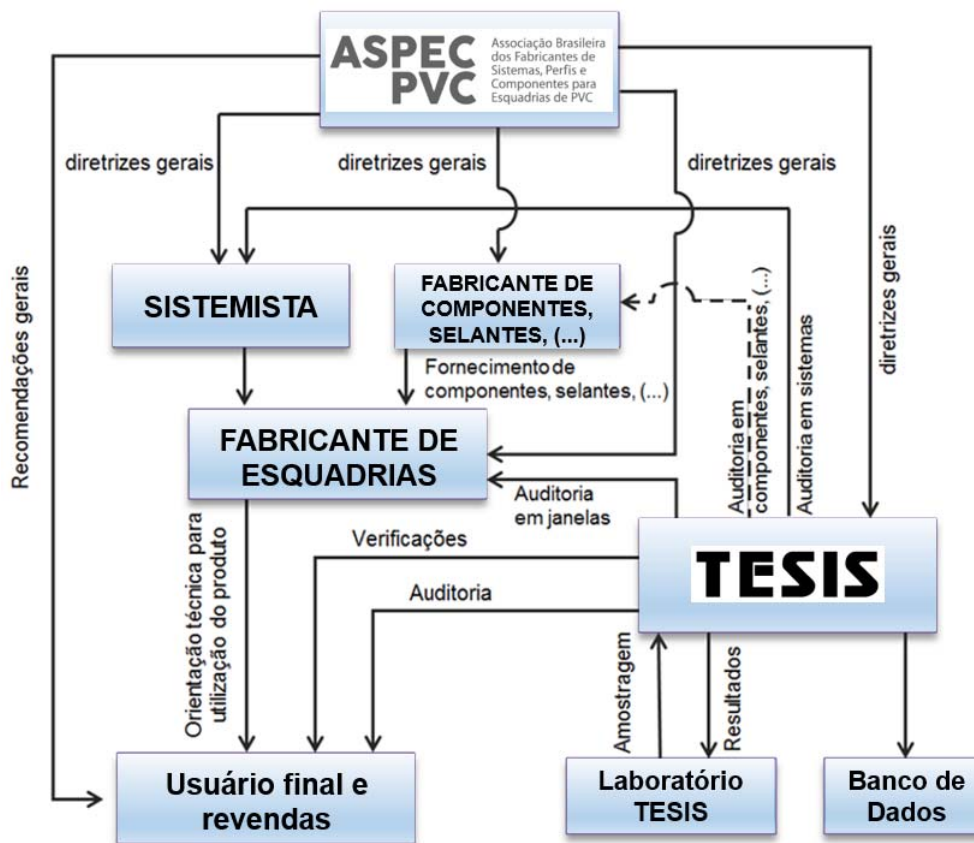 ASPEC
PVC
Associação Brasileira
dos Fabricantes de
Sistemas, Perfis e
Componentes para
Esquadrias de PVC
diretrizes gerais
diretrizes gerais
diretrizes gerais
diretrizes gerais
Recomendações gerais
SISTEMISTA
FABRICANTE DE
COMPONENTES,
SELANTES, (...)
Fornecimento de
componentes, selantes, (...)
Auditoria em
componentes, selantes, (...)
Auditoria em sistemas
FABRICANTE DE
ESQUADRIAS
Auditoria
em janelas
Orientação técnica para
utilização do produto
Verificações
Auditoria
TESIS
Amostragem
Resultados
Usuário final e
revendas
Laboratório
TESIS
Banco de
Dados